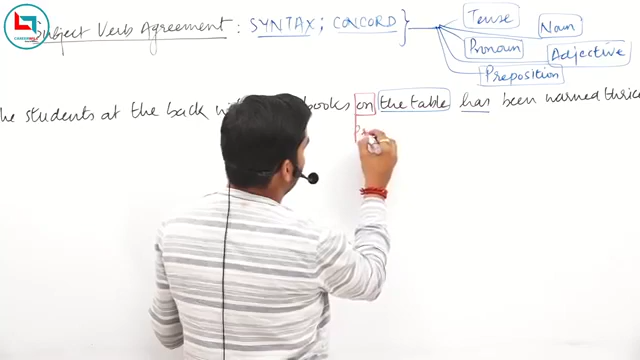 Subject Verb Agreement : SYNTAX ; CONCORD
Tense
Noun
Pronoun
Adjective
Preposition
he students at the back books on the table has been warned thrice